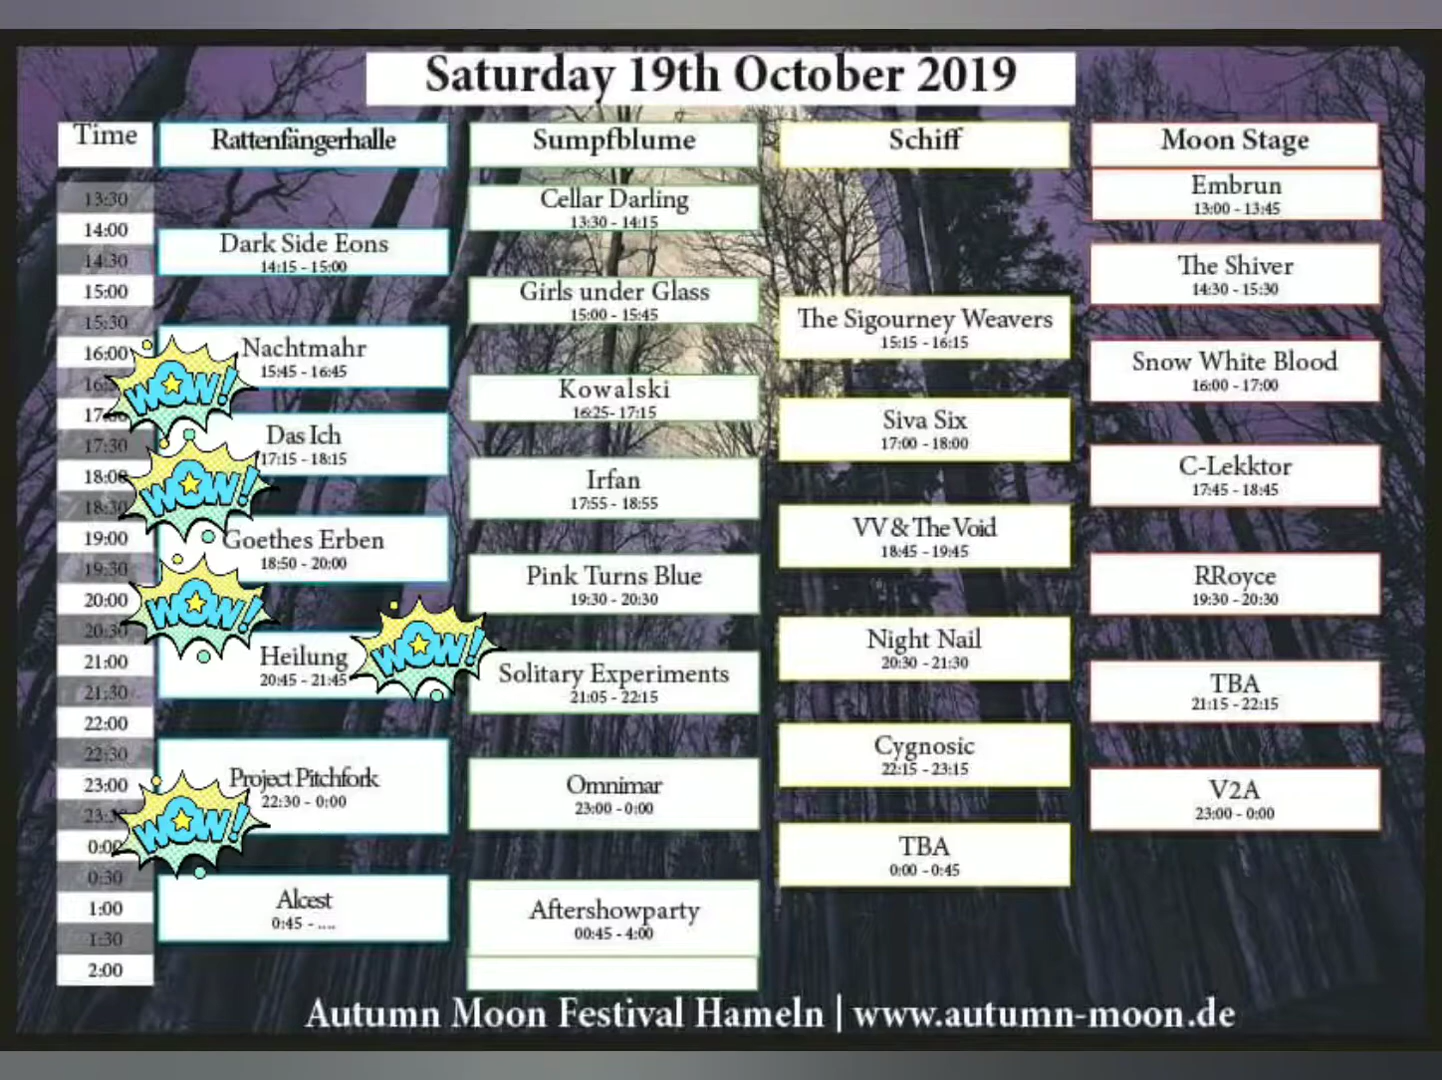 Saturday 19th October 2019
Time
Rattenfängerhalle
Sumpfblume
Schiff
Moon Stage
13:30
14:00
14:30
15:00
15:30
16:00
17:30
18:00
18:30
19:00
19:30
20:00
20:30
21:00
21:30
22:00
22:30
23:00
0:00
0:30
1:00
1:30
2:00
Dark Side Eons
14:15 - 15:00
Nachtmahr
15:45 - 16:45
Das Ich
17:15 - 18:15
Goethes Erben
18:50 - 20:00
Heilung
20:45 - 21:45
Project Pitchfork
22:30 - 0:00
Alcest
0:45 - ....
WOW!
WOW!
WOW!
WOW!
WOW!
Cellar Darling
13:30 - 14:15
Girls under Glass
15:00 - 15:45
Kowalski
16:25- 17:15
Irfan
17:55 - 18:55
Pink Turns Blue
19:30 - 20:30
Solitary Experiments
21:05 - 22:15
Omnimar
23:00 - 0:00
Aftershowparty
00:45 - 4:00
The Sigourney Weavers
15:15 - 16:15
Siva Six
17:00 - 18:00
VV & The Void
18:45 - 19:45
Night Nail
20:30 - 21:30
Cygnosic
22:15 - 23:15
TBA
0:00 - 0:45
Embrun
13:00 - 13:45
The Shiver
14:30 - 15:30
Snow White Blood
16:00 - 17:00
C-Lekktor
17:45 - 18:45
RRoyce
19:30 - 20:30
TBA
21:15 - 22:15
V2A
23:00 - 0:00
Autumn Moon Festival Hameln | www.autumn-moon.de